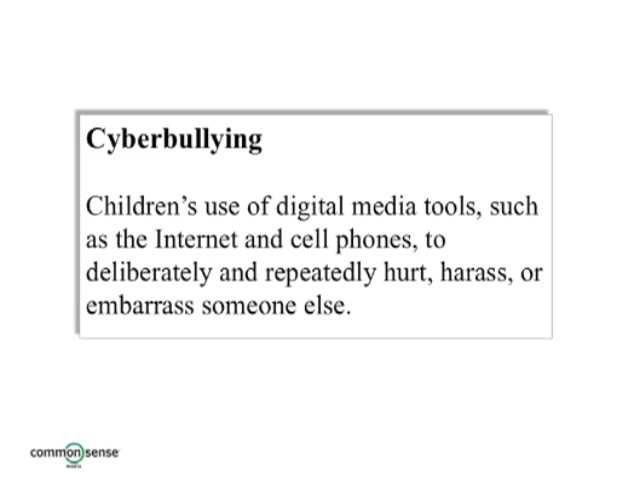 Cyberbullying
Children’s use of digital media tools, such
as the Internet and cell phones, to
deliberately and repeatedly hurt, harass, or
embarrass someone else.
commonsense
media